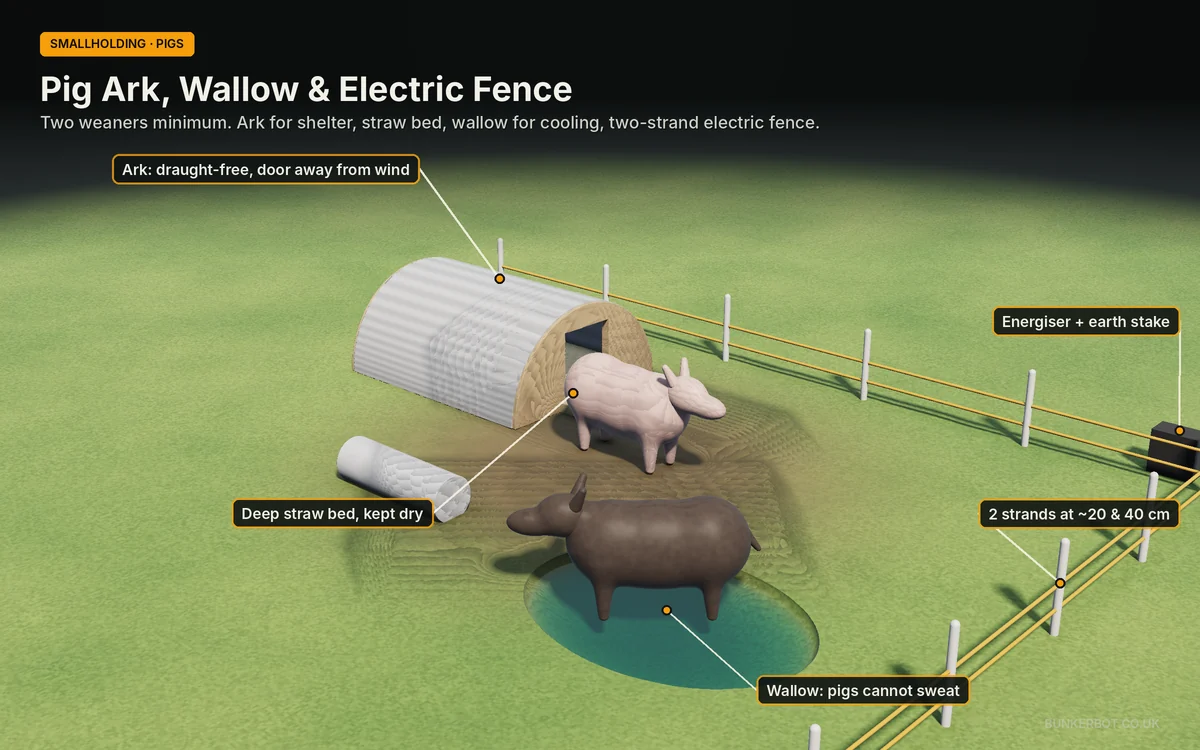 SMALLHOLDING · PIGS
Pig Ark, Wallow & Electric Fence
Two weaners minimum. Ark for shelter, straw bed, wallow for cooling, two-strand electric fence.
Ark: draught-free, door away from wind
Energiser + earth stake
Deep straw bed, kept dry
2 strands at ~20 & 40 cm
Wallow: pigs cannot sweat
BUNKERBOT.CO.UK